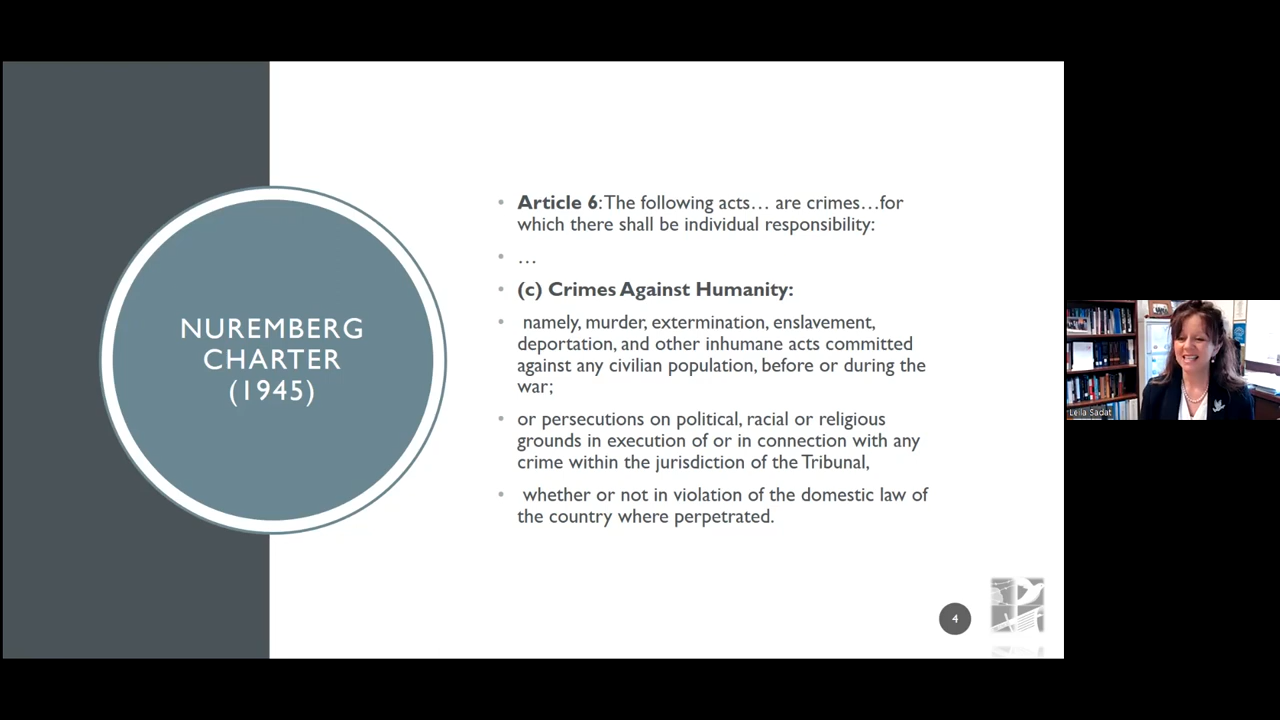 NUREMBERG
CHARTER
(1945)
• Article 6: The following acts… are crimes…for
which there shall be individual responsibility:
• …
• (c) Crimes Against Humanity:
• namely, murder, extermination, enslavement,
deportation, and other inhumane acts committed
against any civilian population, before or during the
war;
• or persecutions on political, racial or religious
grounds in execution of or in connection with any
crime within the jurisdiction of the Tribunal,
• whether or not in violation of the domestic law of
the country where perpetrated.
4
Leila Sadat